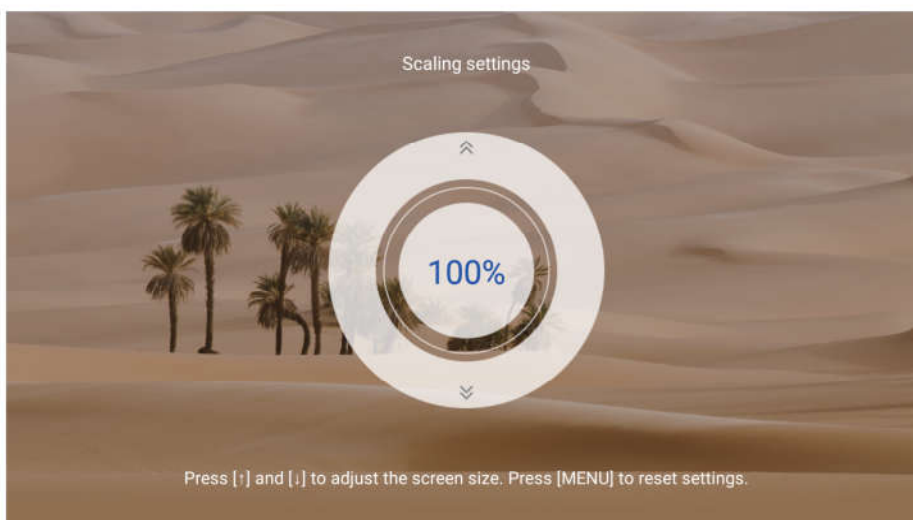 Scaling settings
100%
Press [↑] and [↓] to adjust the screen size. Press [MENU] to reset settings.